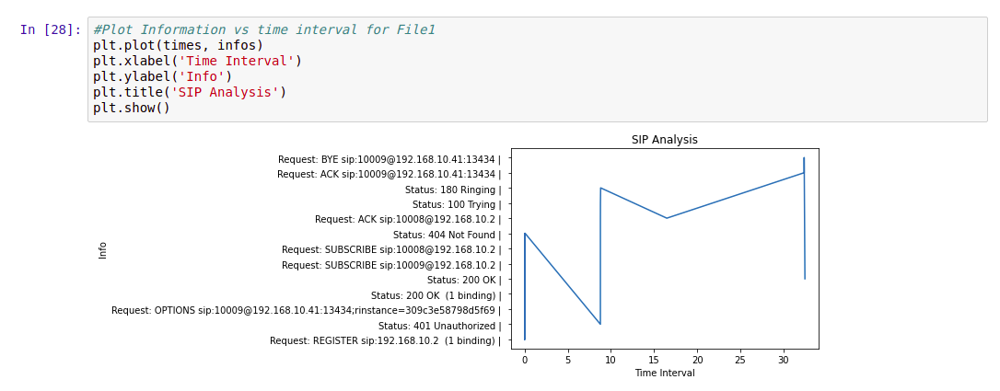 In [28]:
#Plot Information vs time interval for File1
plt.plot(times, infos)
plt.xlabel('Time Interval')
plt.ylabel('Info')
plt.title('SIP Analysis')
plt.show()
SIP Analysis
Request: BYE sip:10009@192.168.10.41:13434 |
Request: ACK sip:10009@192.168.10.41:13434 |
Status: 180 Ringing |
Status: 100 Trying |
Request: ACK sip:10008@192.168.10.2 |
Status: 404 Not Found |
Request: SUBSCRIBE sip:10008@192.168.10.2 |
Request: SUBSCRIBE sip:10009@192.168.10.2 |
Status: 200 OK |
Status: 200 OK  (1 binding) |
Request: OPTIONS sip:10009@192.168.10.41:13434;rinstance=309c3e58798d5f69 |
Status: 401 Unauthorized |
Request: REGISTER sip:192.168.10.2  (1 binding) |
Info
0 5 10 15 20 25 30
Time Interval